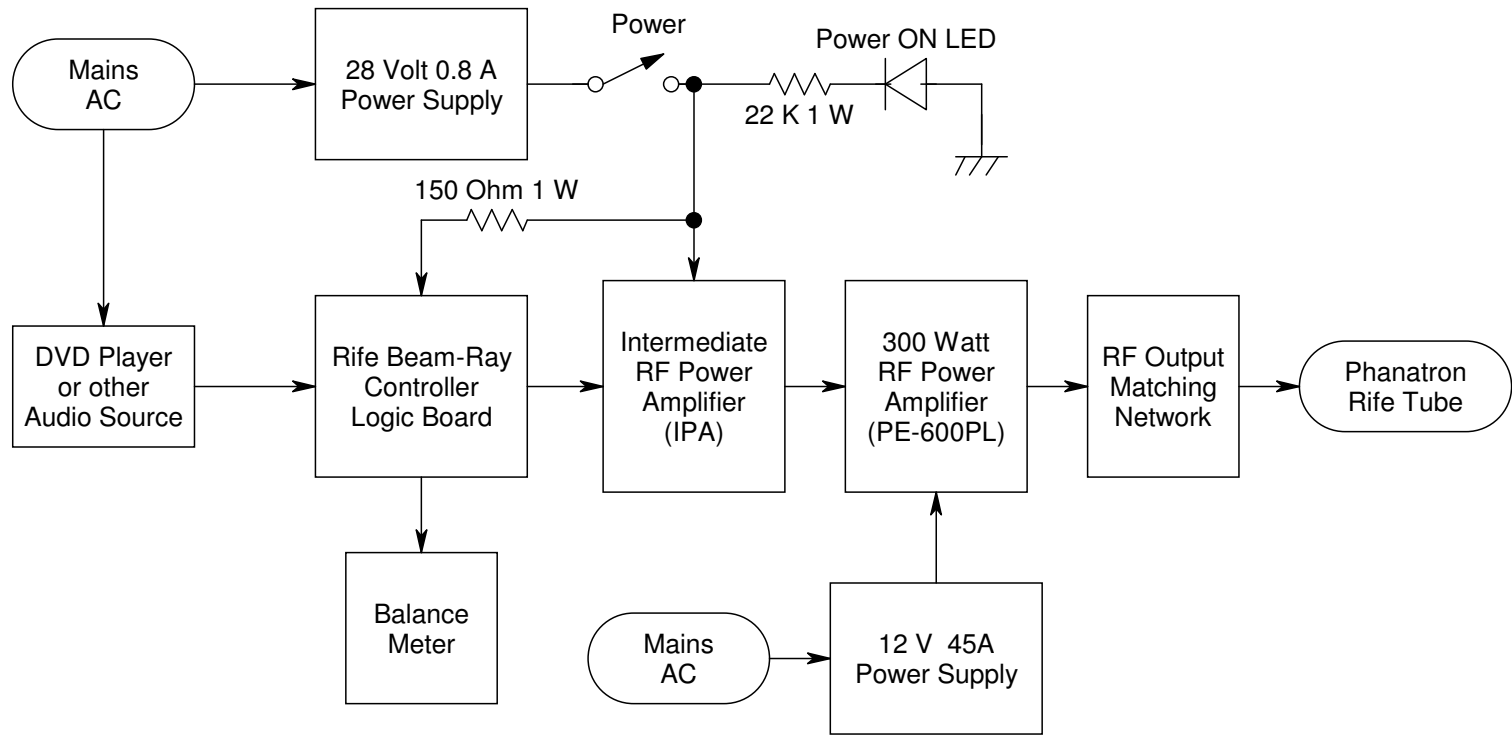 Mains
AC
28 Volt 0.8 A
Power Supply
Power
Power ON LED
22 K 1 W
150 Ohm 1 W
DVD Player
or other
Audio Source
Rife Beam-Ray
Controller
Logic Board
Intermediate
RF Power
Amplifier
(IPA)
300 Watt
RF Power
Amplifier
(PE-600PL)
RF Output
Matching
Network
Phanatron
Rife Tube
Balance
Meter
Mains
AC
12 V 45A
Power Supply